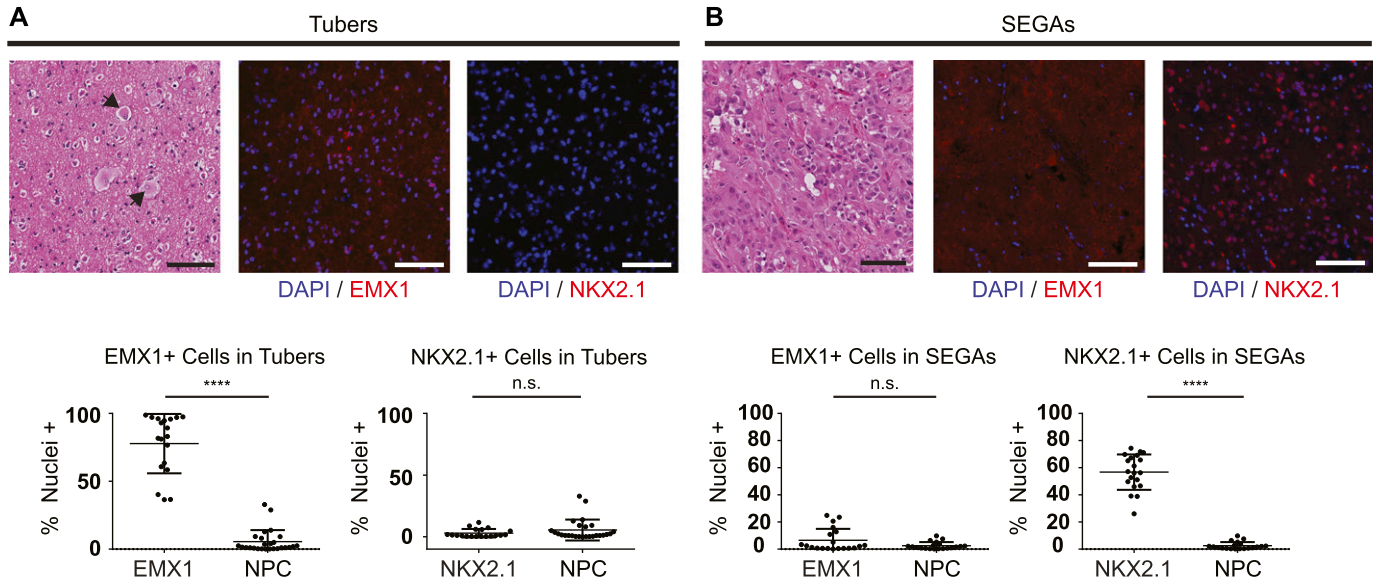 A
Tubers
B
SEGAs
DAPI / EMX1
DAPI / NKX2.1
DAPI / EMX1
DAPI / NKX2.1
EMX1+ Cells in Tubers
NKX2.1+ Cells in Tubers
EMX1+ Cells in SEGAs
NKX2.1+ Cells in SEGAs
****
n.s.
n.s.
****
% Nuclei +
100
50
0
EMX1
NPC
% Nuclei +
100
50
0
NKX2.1
NPC
% Nuclei +
100
80
60
40
20
0
EMX1
NPC
% Nuclei +
100
80
60
40
20
0
NKX2.1
NPC